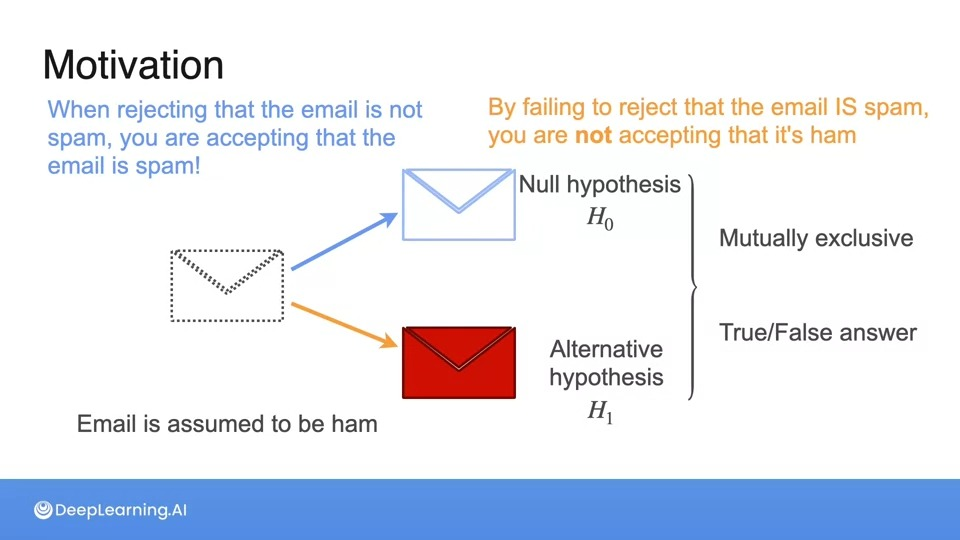 Motivation
When rejecting that the email is not
spam, you are accepting that the
email is spam!
By failing to reject that the email IS spam,
you are not accepting that it's ham
Null hypothesis
H₀
Mutually exclusive
True/False answer
Alternative
hypothesis
H₁
Email is assumed to be ham
DeepLearning.AI